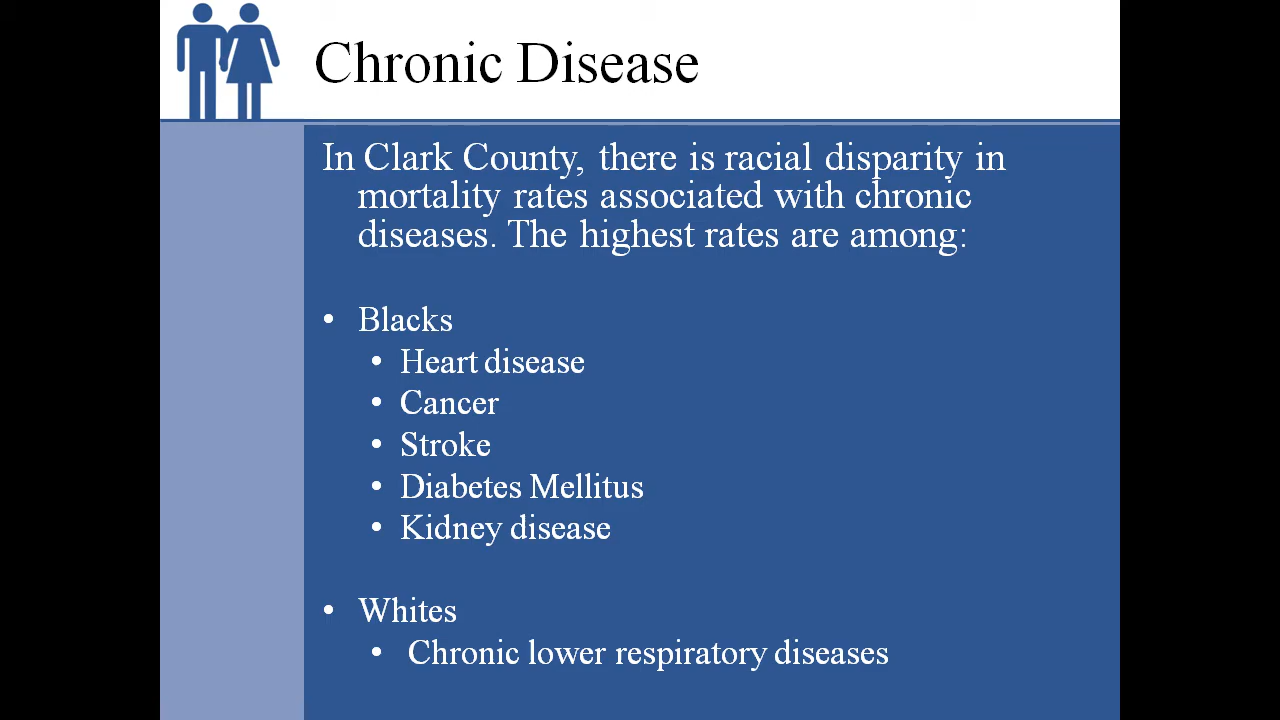 Chronic Disease
In Clark County, there is racial disparity in
mortality rates associated with chronic
diseases. The highest rates are among:
• Blacks
• Heart disease
• Cancer
• Stroke
• Diabetes Mellitus
• Kidney disease
• Whites
• Chronic lower respiratory diseases